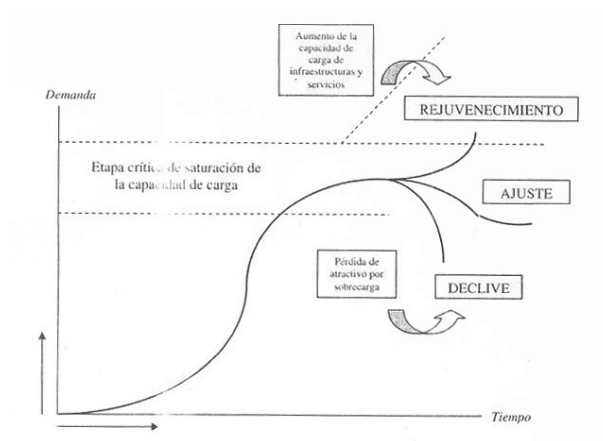 Aumento de la
capacidad de
carga de
infraestructuras y
servicios
Demanda
REJUVENECIMIENTO
Etapa crítica de saturación de
la capacidad de carga
AJUSTE
Pérdida de
atractivo por
sobrecarga
DECLIVE
Tiempo